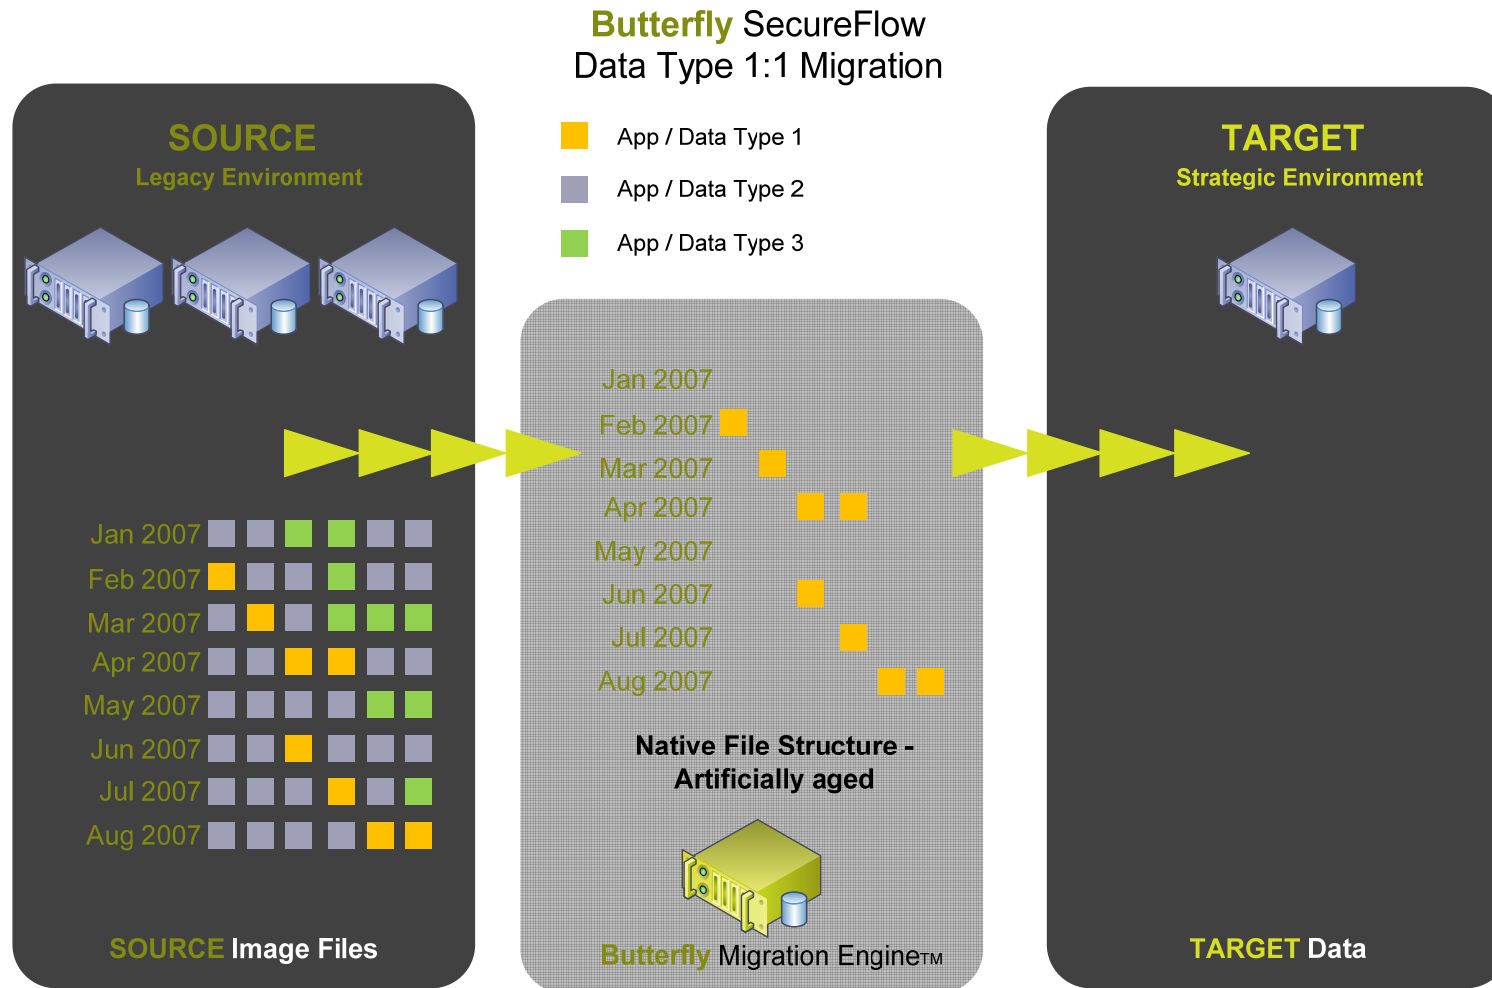 Butterfly SecureFlow
Data Type 1:1 Migration
SOURCE
Legacy Environment
App / Data Type 1
App / Data Type 2
App / Data Type 3
TARGET
Strategic Environment
Jan 2007
Feb 2007
Mar 2007
Apr 2007
May 2007
Jun 2007
Jul 2007
Aug 2007
SOURCE Image Files
Jan 2007
Feb 2007
Mar 2007
Apr 2007
May 2007
Jun 2007
Jul 2007
Aug 2007
Native File Structure -
Artificially aged
Butterfly Migration Engine™
TARGET Data